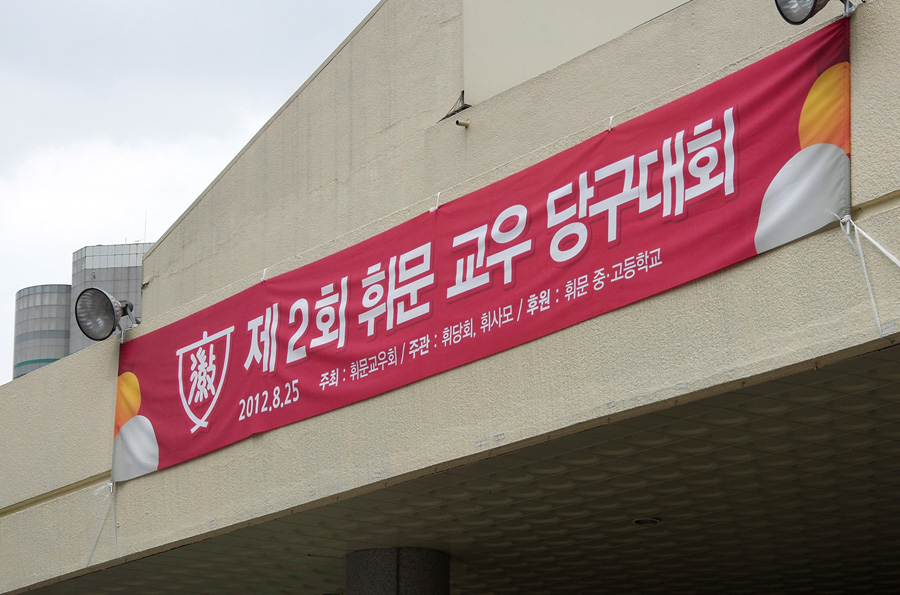 徽
제 2회 휘문 교우 당구대회
2012.8.25 주최 : 휘문교우회 / 주관 : 휘당회, 휘사모 / 후원 : 휘문 중·고등학교